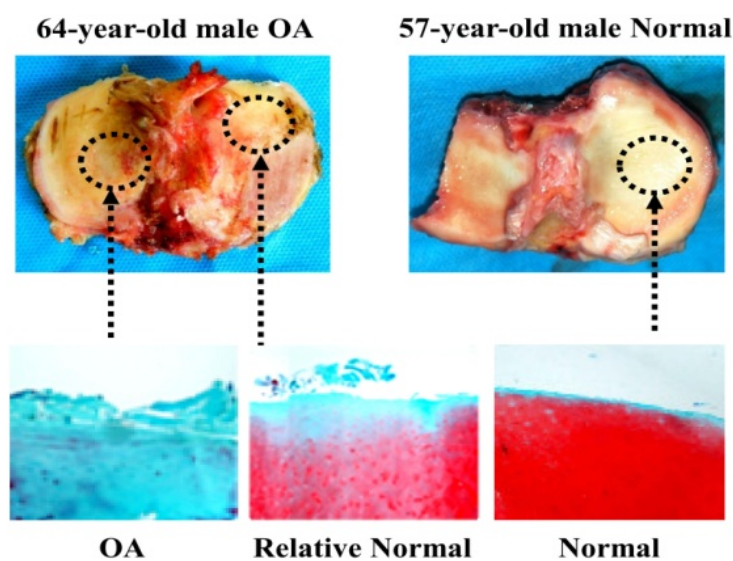 64-year-old male OA
57-year-old male Normal
OA
Relative Normal
Normal